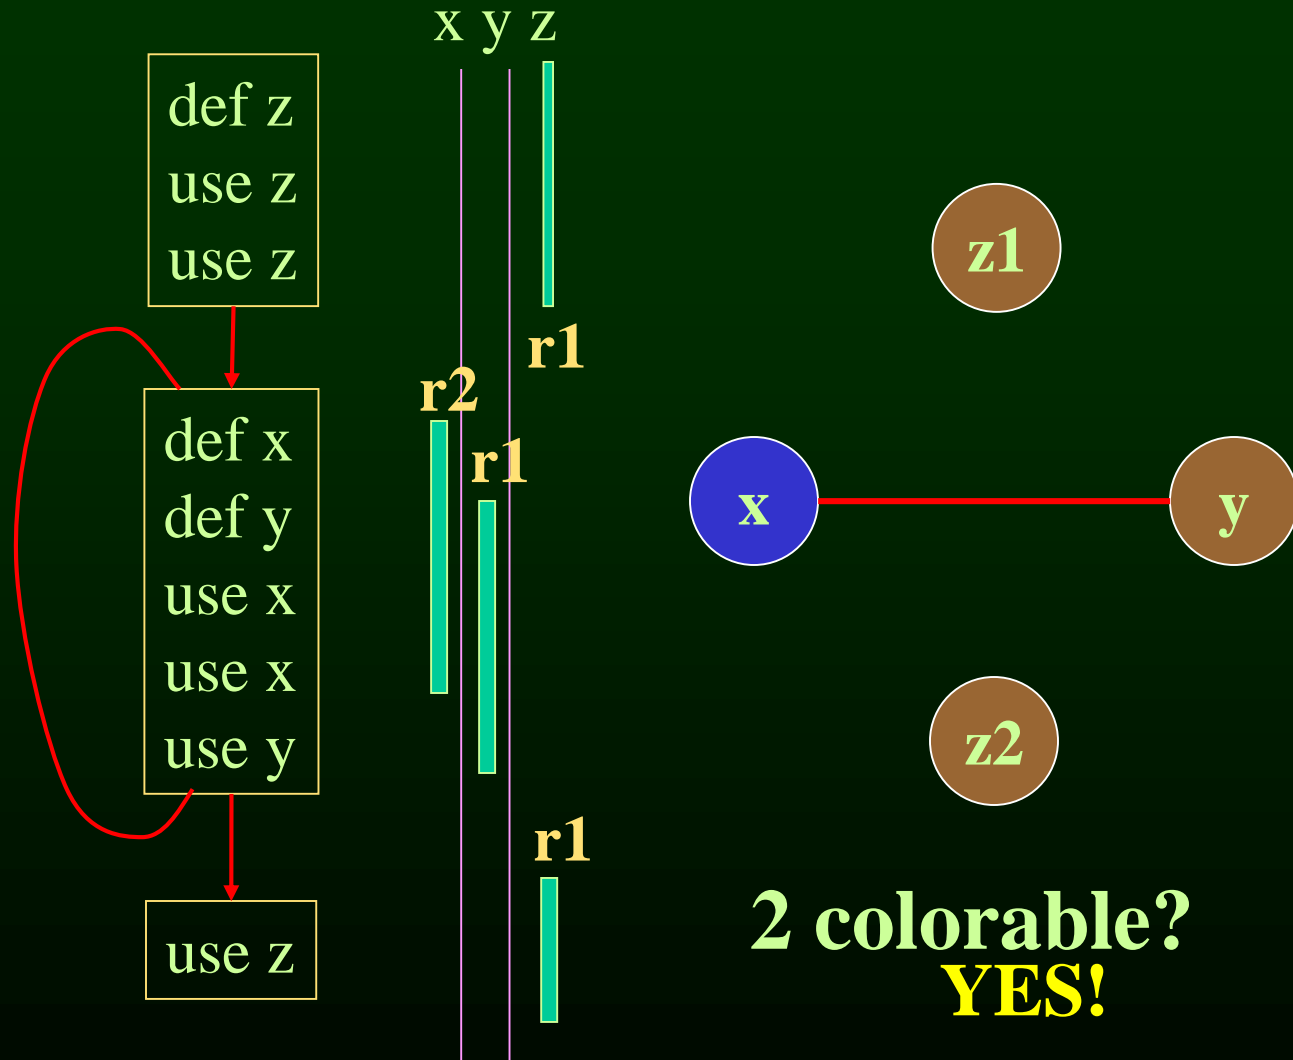 x y z
def z
use z
use z
def x
def y
use x
use x
use y
use z
r1
r2
r1
r1
z1
x
y
z2
2 colorable?
YES!